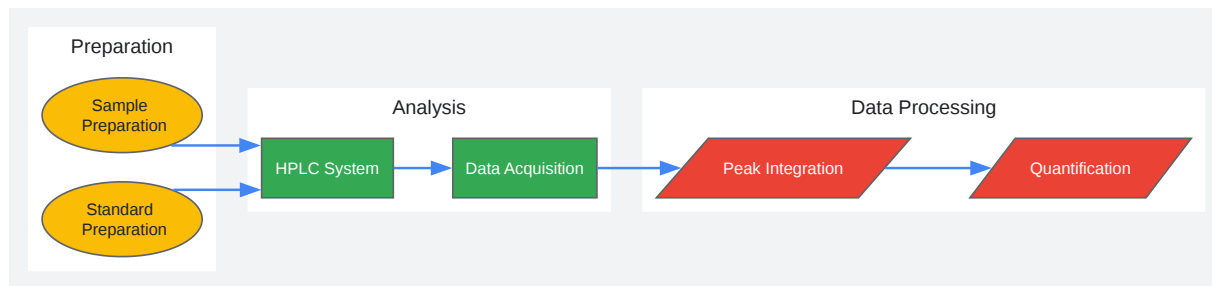 Preparation
Sample
Preparation
Standard
Preparation
Analysis
HPLC System
Data Acquisition
Data Processing
Peak Integration
Quantification